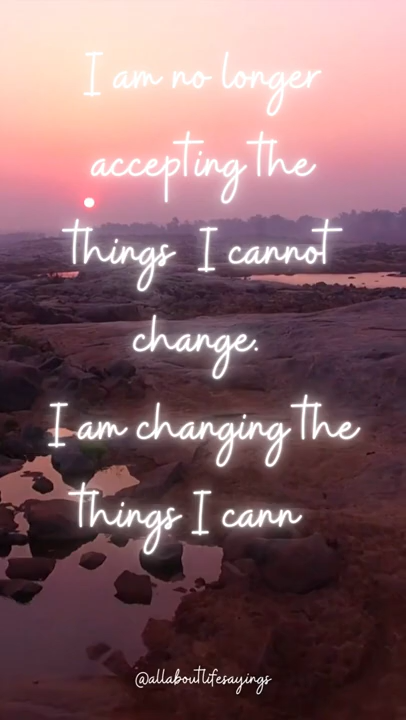 I am no longer
accepting the
things I cannot
change.
I am changing the
things I cann
@allaboutlifesayings